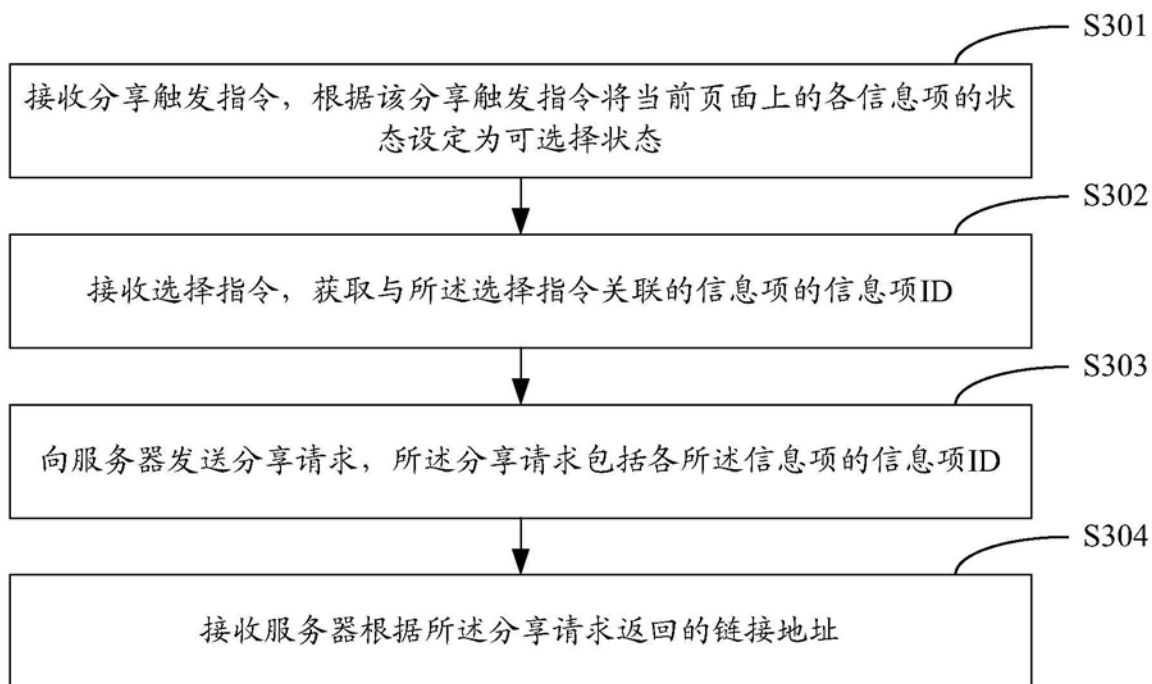 S301
接收分享触发指令，根据该分享触发指令将当前页面上的各信息项的状
态设定为可选择状态
S302
接收选择指令，获取与所述选择指令关联的信息项的信息项ID
S303
向服务器发送分享请求，所述分享请求包括各所述信息项的信息项ID
S304
接收服务器根据所述分享请求返回的链接地址